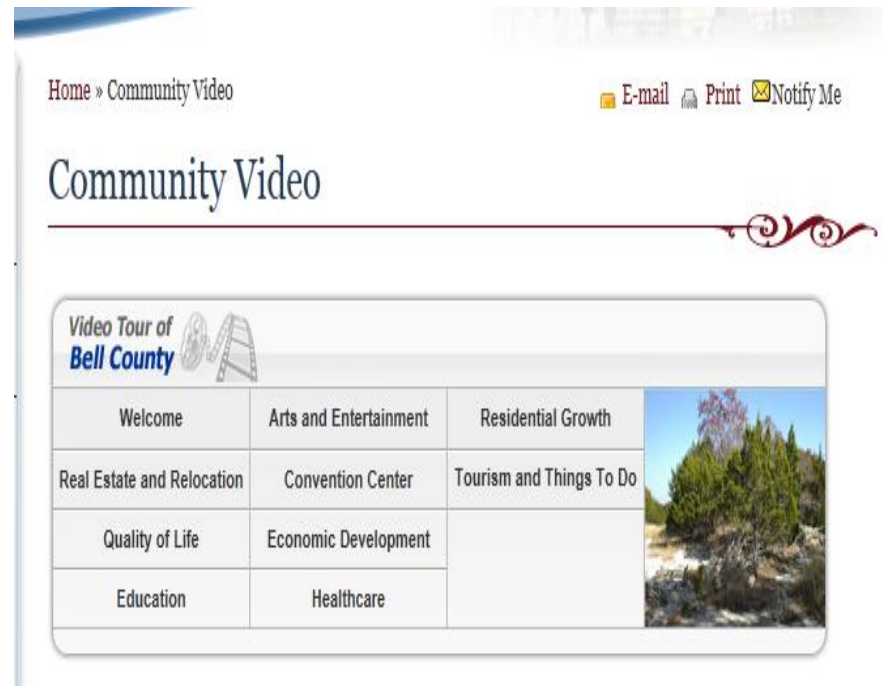 Home » Community Video
E-mail Print Notify Me
Community Video
Video Tour of
Bell County
Welcome Arts and Entertainment Residential Growth
Real Estate and Relocation Convention Center Tourism and Things To Do
Quality of Life Economic Development
Education Healthcare